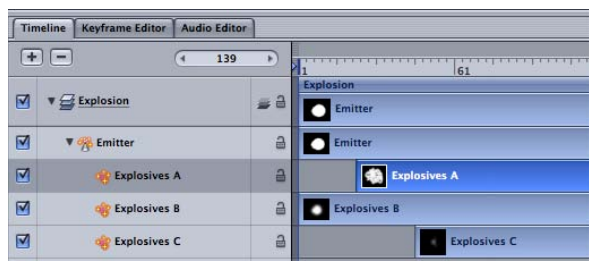 Timeline Keyframe Editor Audio Editor
139
1 61
Explosion
Explosion Emitter
Emitter Emitter
Explosives A Explosives A
Explosives B Explosives B
Explosives C Explosives C